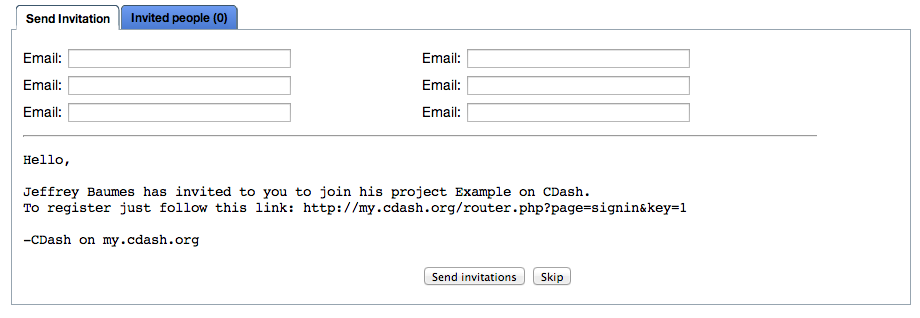 Send Invitation
Invited people (0)
Email:
Email:
Email:
Email:
Email:
Email:
Hello,
Jeffrey Baumes has invited to you to join his project Example on CDash.
To register just follow this link: http://my.cdash.org/router.php?page=signin&key=1
-CDash on my.cdash.org
Send invitations
Skip